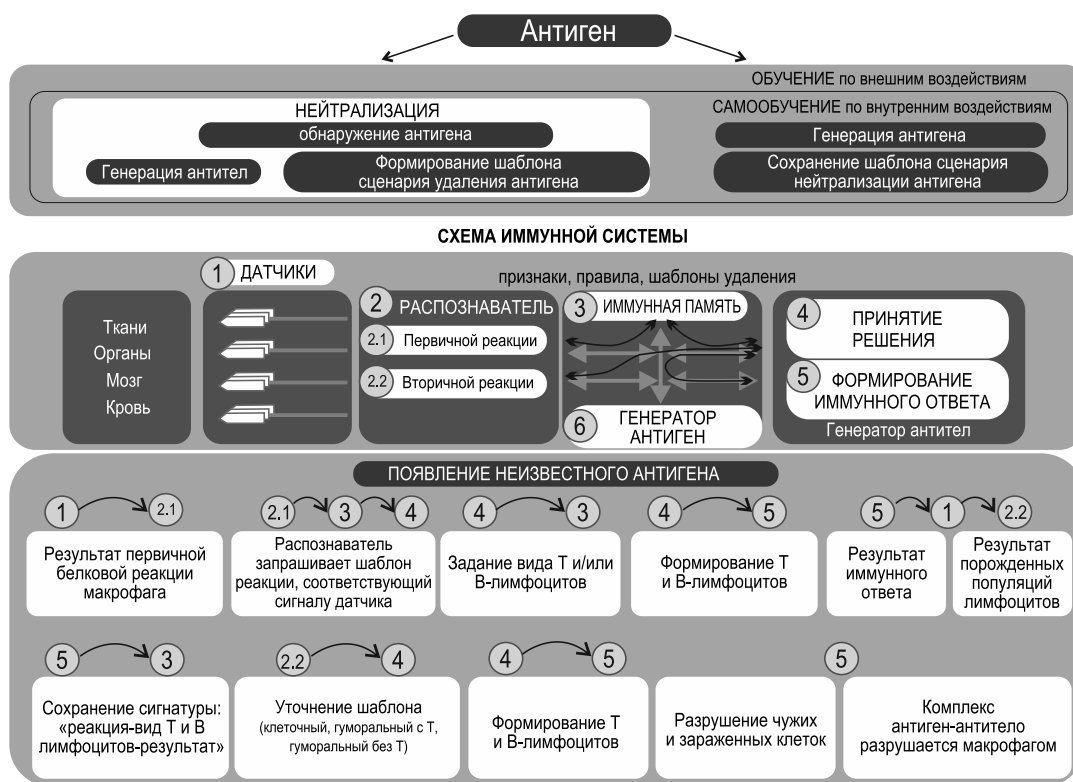 Антиген
ОБУЧЕНИЕ по внешним воздействиям
НЕЙТРАЛИЗАЦИЯ
САМООБУЧЕНИЕ по внутренним воздействиям
обнаружение антигена
Генерация антигена
Генерация антител
Формирование шаблона
сценария удаления антигена
Сохранение шаблона сценария
нейтрализации антигена
СХЕМА ИММУННОЙ СИСТЕМЫ
1 ДАТЧИКИ
признаки, правила, шаблоны удаления
Ткани
Органы
Мозг
Кровь
2 РАСПОЗНАВАТЕЛЬ
2.1 Первичной реакции
2.2 Вторичной реакции
3 ИММУННАЯ ПАМЯТЬ
6 ГЕНЕРАТОР
АНТИГЕН
4 ПРИНЯТИЕ
РЕШЕНИЯ
5 ФОРМИРОВАНИЕ
ИММУННОГО ОТВЕТА
Генератор антител
ПОЯВЛЕНИЕ НЕИЗВЕСТНОГО АНТИГЕНА
1 2.1
Результат первичной
белковой реакции
макрофага
2.1 3 4
Распознаватель
запрашивает шаблон
реакции, соответствующий
сигналу датчика
4 3
Задание вида Т и/или
В-лимфоцитов
4 5
Формирование Т
и В-лимфоцитов
5 1 2.2
Результат
иммунного
ответа
Результат
порожденных
популяций
лимфоцитов
5 3
Сохранение сигнатуры:
«реакция-вид Т и В
лимфоцитов-результат»
2.2 4
Уточнение шаблона
(клеточный, гуморальный с Т,
гуморальный без Т)
4 5
Формирование Т
и В-лимфоцитов
5
Разрушение чужих
и зараженных клеток
Комплекс
антиген-антитело
разрушается макрофагом